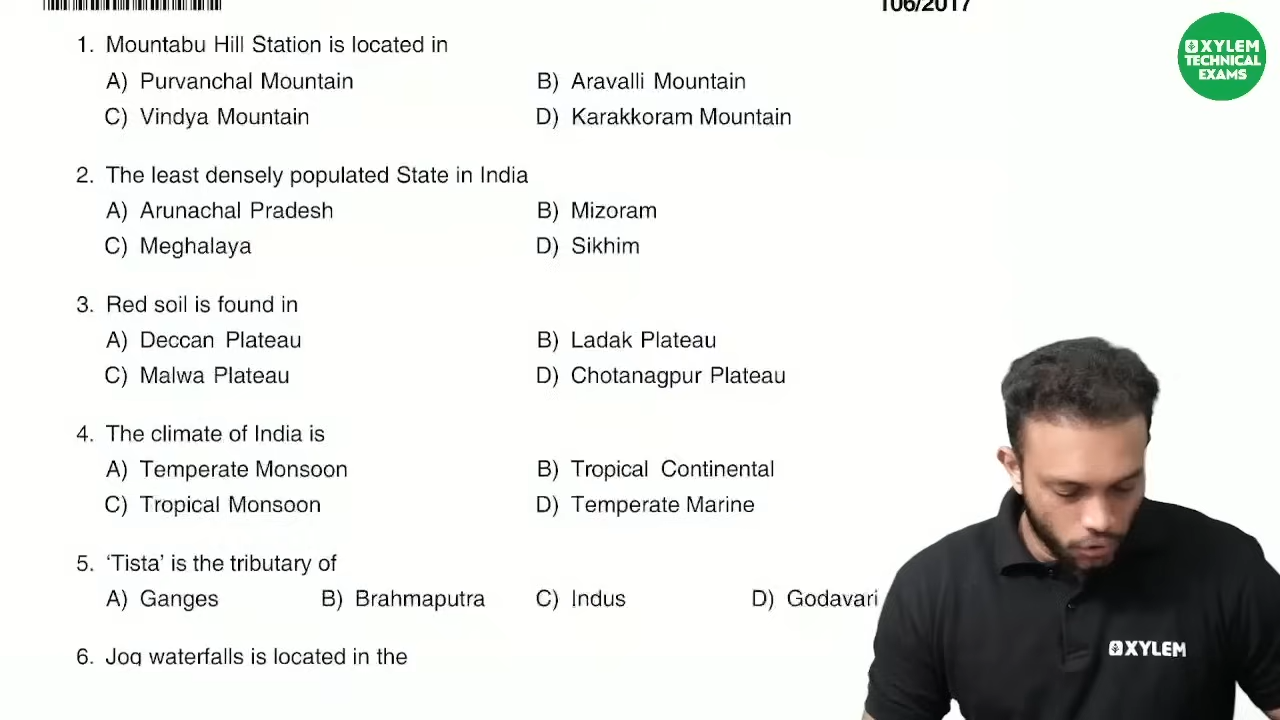 106/2017
XYLEM
TECHNICAL
EXAMS
1. Mountabu Hill Station is located in
A) Purvanchal Mountain B) Aravalli Mountain
C) Vindya Mountain D) Karakkoram Mountain
2. The least densely populated State in India
A) Arunachal Pradesh B) Mizoram
C) Meghalaya D) Sikhim
3. Red soil is found in
A) Deccan Plateau B) Ladak Plateau
C) Malwa Plateau D) Chotanagpur Plateau
4. The climate of India is
A) Temperate Monsoon B) Tropical Continental
C) Tropical Monsoon D) Temperate Marine
5. ‘Tista’ is the tributary of
A) Ganges B) Brahmaputra C) Indus D) Godavari
6. Jog waterfalls is located in the
XYLEM